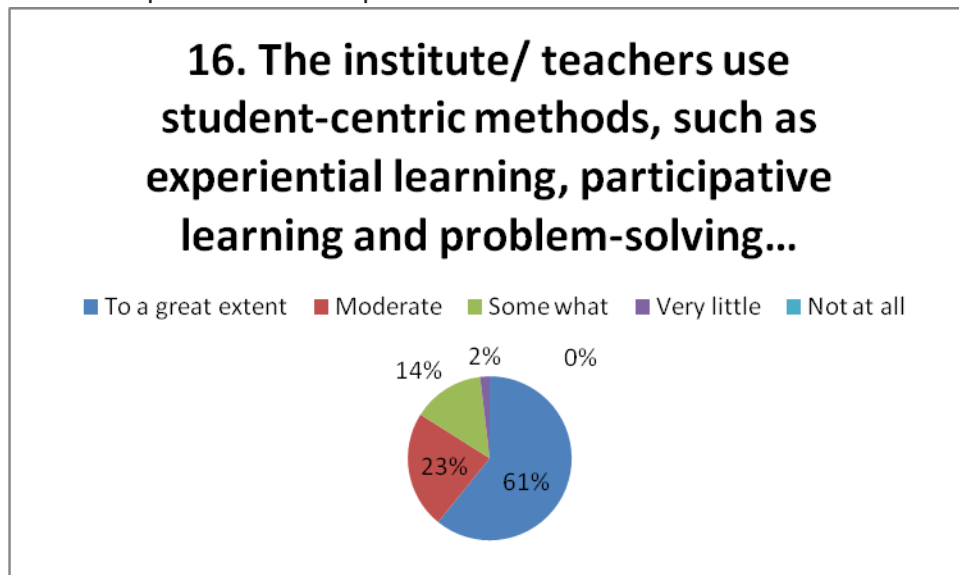 16. The institute/ teachers use
student-centric methods, such as
experiential learning, participative
learning and problem-solving...
To a great extent Moderate Some what Very little Not at all
14% 2% 0%
23% 61%